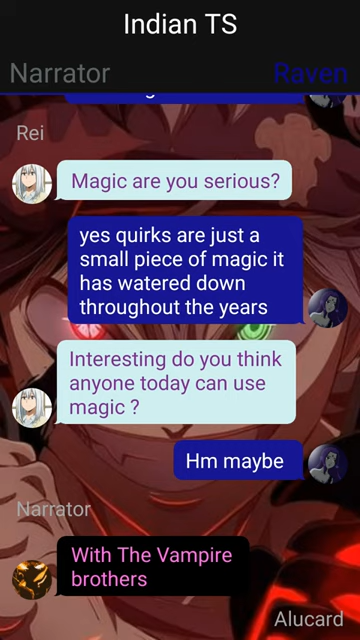 Indian TS
Narrator
Raven
Rei
Magic are you serious?
yes quirks are just a
small piece of magic it
has watered down
throughout the years
Interesting do you think
anyone today can use
magic ?
Hm maybe
Narrator
With The Vampire
brothers
Alucard